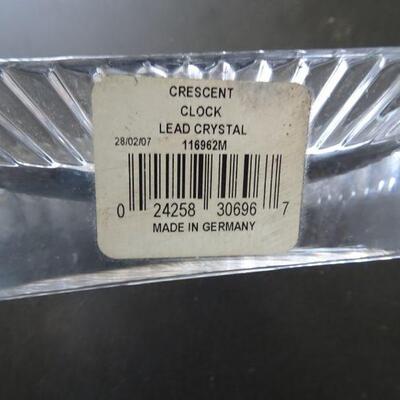 CRESCENT
CLOCK
LEAD CRYSTAL
28/02/07 116962M
0 24258 30696 7
MADE IN GERMANY